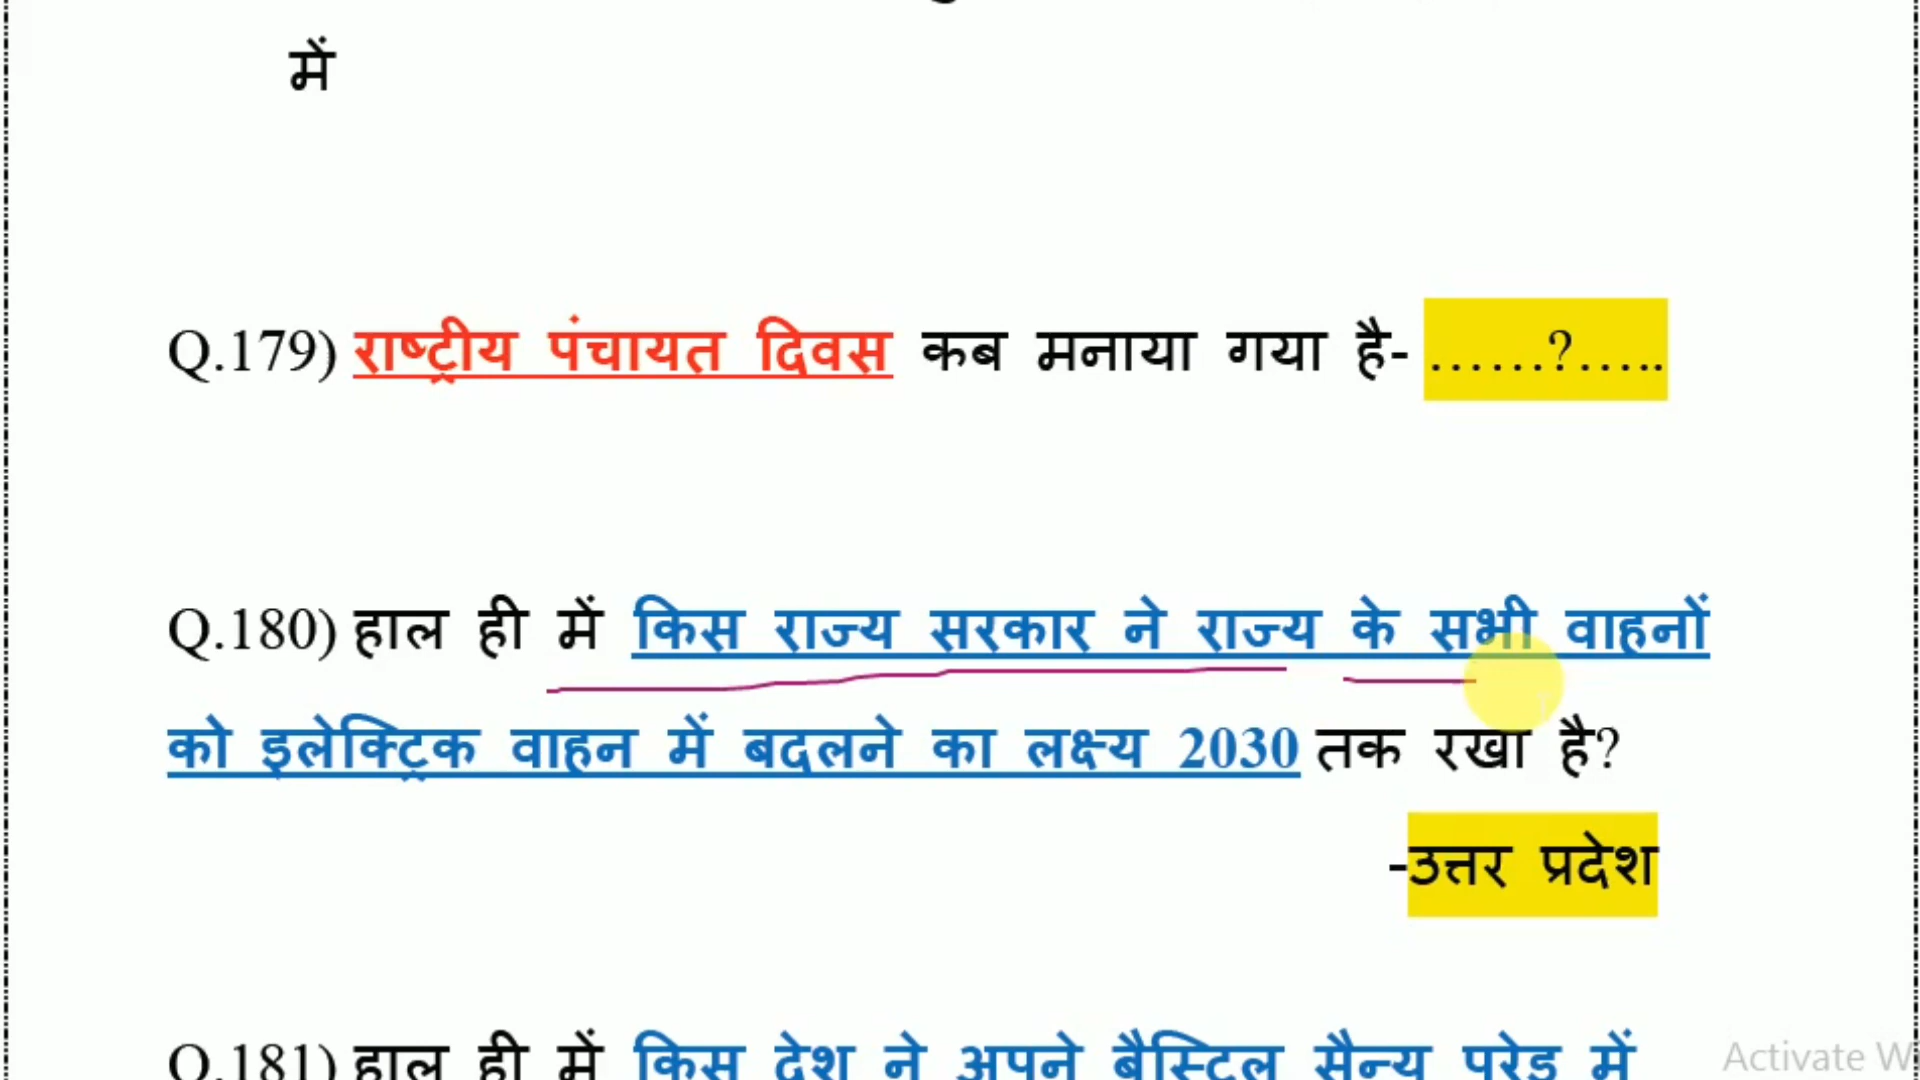 में
Q.179) राष्ट्रीय पंचायत दिवस कब मनाया गया है- ......?.....
Q.180) हाल ही में किस राज्य सरकार ने राज्य के सभी वाहनों
को इलेक्ट्रिक वाहन में बदलने का लक्ष्य 2030 तक रखा है?
-उत्तर प्रदेश
Q.181) हाल ही में किस देश ने अपने बैस्टिल सैन्य परेड में
Activate W